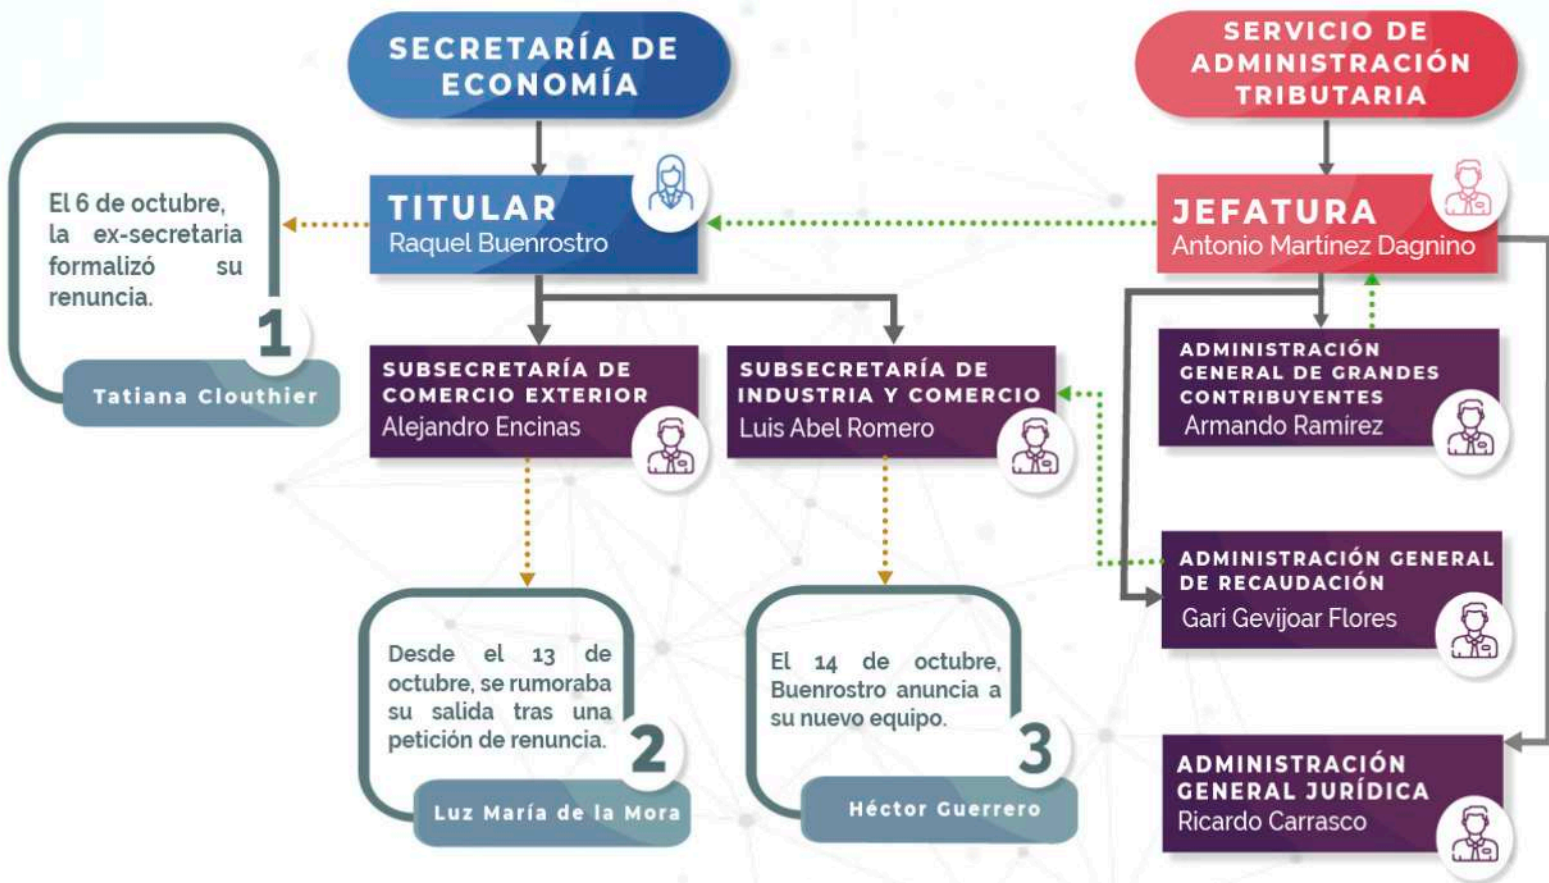 SECRETARÍA DE
ECONOMÍA
SERVICIO DE
ADMINISTRACIÓN
TRIBUTARIA
El 6 de octubre,
la ex-secretaria
formalizó su
renuncia.
1
Tatiana Clouthier
TITULAR
Raquel Buenrostro
JEFATURA
Antonio Martínez Dagnino
SUBSECRETARÍA DE
COMERCIO EXTERIOR
Alejandro Encinas
SUBSECRETARÍA DE
INDUSTRIA Y COMERCIO
Luis Abel Romero
ADMINISTRACIÓN
GENERAL DE GRANDES
CONTRIBUYENTES
Armando Ramírez
ADMINISTRACIÓN GENERAL
DE RECAUDACIÓN
Gari Gevijoar Flores
Desde el 13 de
octubre, se rumoraba
su salida tras una
petición de renuncia.
2
Luz María de la Mora
El 14 de octubre,
Buenrostro anuncia a
su nuevo equipo.
3
Héctor Guerrero
ADMINISTRACIÓN
GENERAL JURÍDICA
Ricardo Carrasco